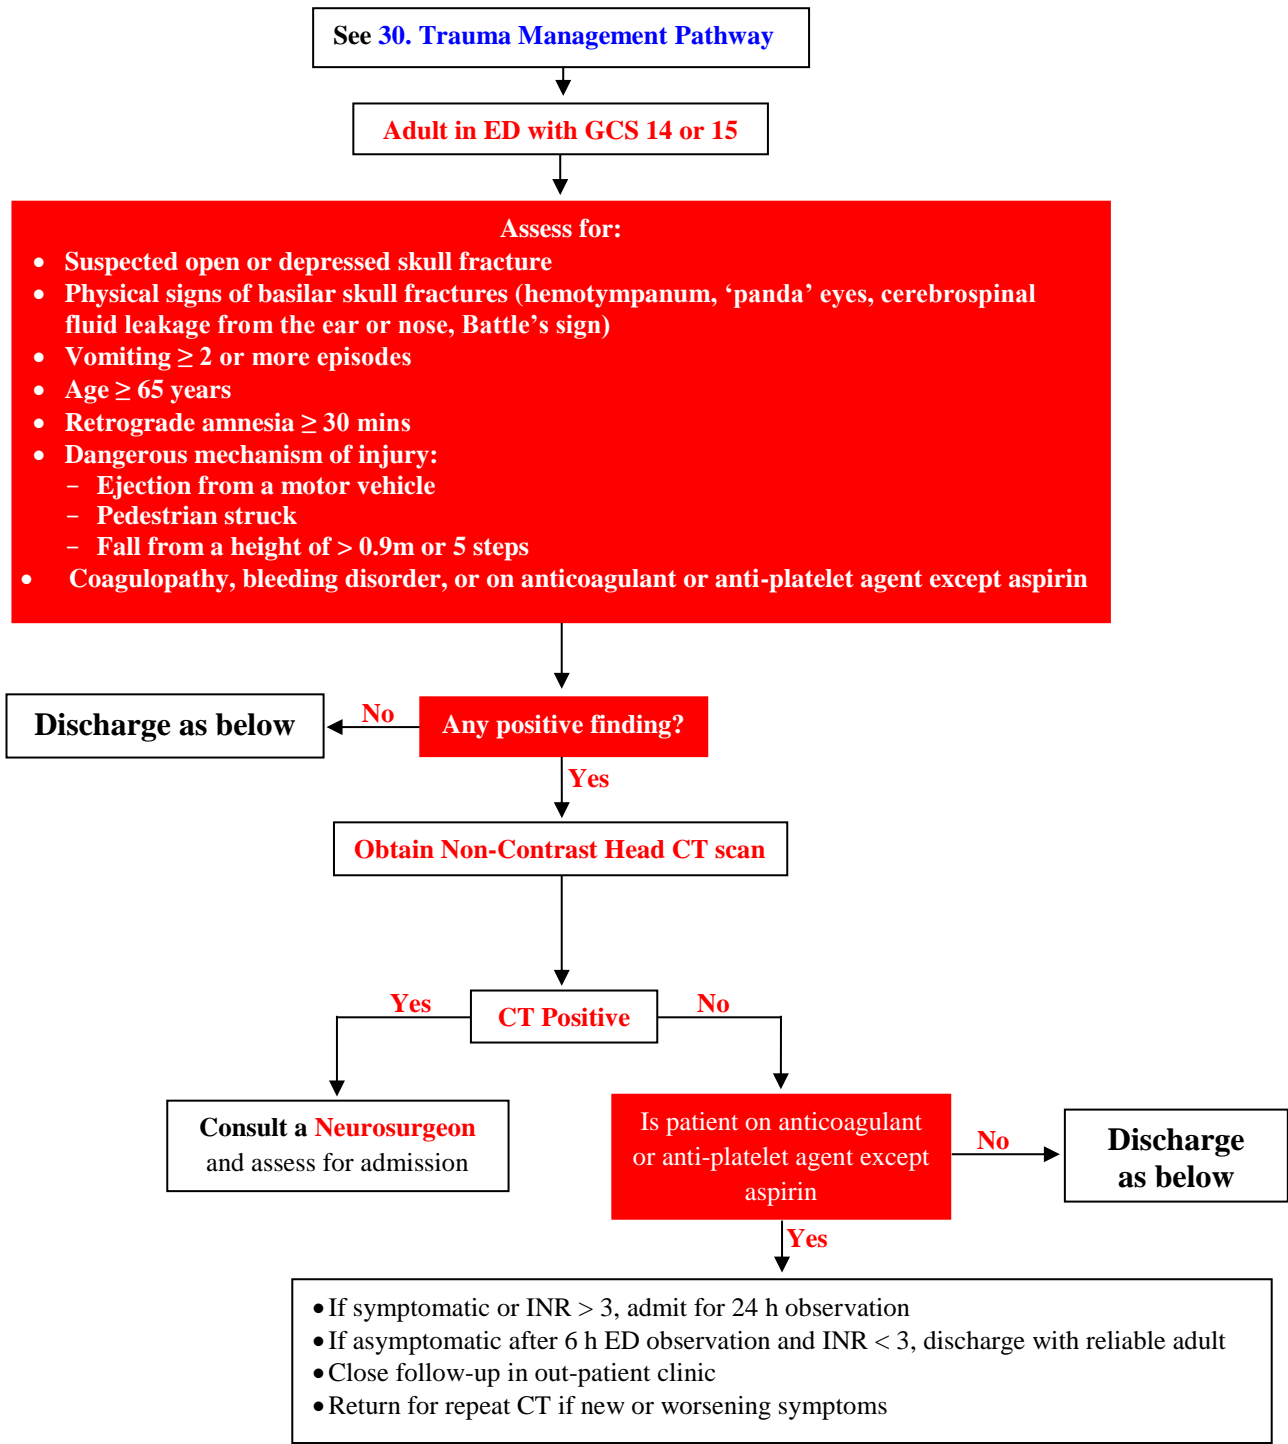 See 30. Trauma Management Pathway
Adult in ED with GCS 14 or 15
Assess for:
• Suspected open or depressed skull fracture
• Physical signs of basilar skull fractures (hemotympanum, ‘panda’ eyes, cerebrospinal
fluid leakage from the ear or nose, Battle’s sign)
• Vomiting ≥ 2 or more episodes
• Age ≥ 65 years
• Retrograde amnesia ≥ 30 mins
• Dangerous mechanism of injury:
− Ejection from a motor vehicle
− Pedestrian struck
− Fall from a height of > 0.9m or 5 steps
• Coagulopathy, bleeding disorder, or on anticoagulant or anti-platelet agent except aspirin
Discharge as below
No
Any positive finding?
Yes
Obtain Non-Contrast Head CT scan
Yes
CT Positive
No
Consult a Neurosurgeon
and assess for admission
Is patient on anticoagulant
or anti-platelet agent except
aspirin
No
Discharge
as below
Yes
• If symptomatic or INR > 3, admit for 24 h observation
• If asymptomatic after 6 h ED observation and INR < 3, discharge with reliable adult
• Close follow-up in out-patient clinic
• Return for repeat CT if new or worsening symptoms